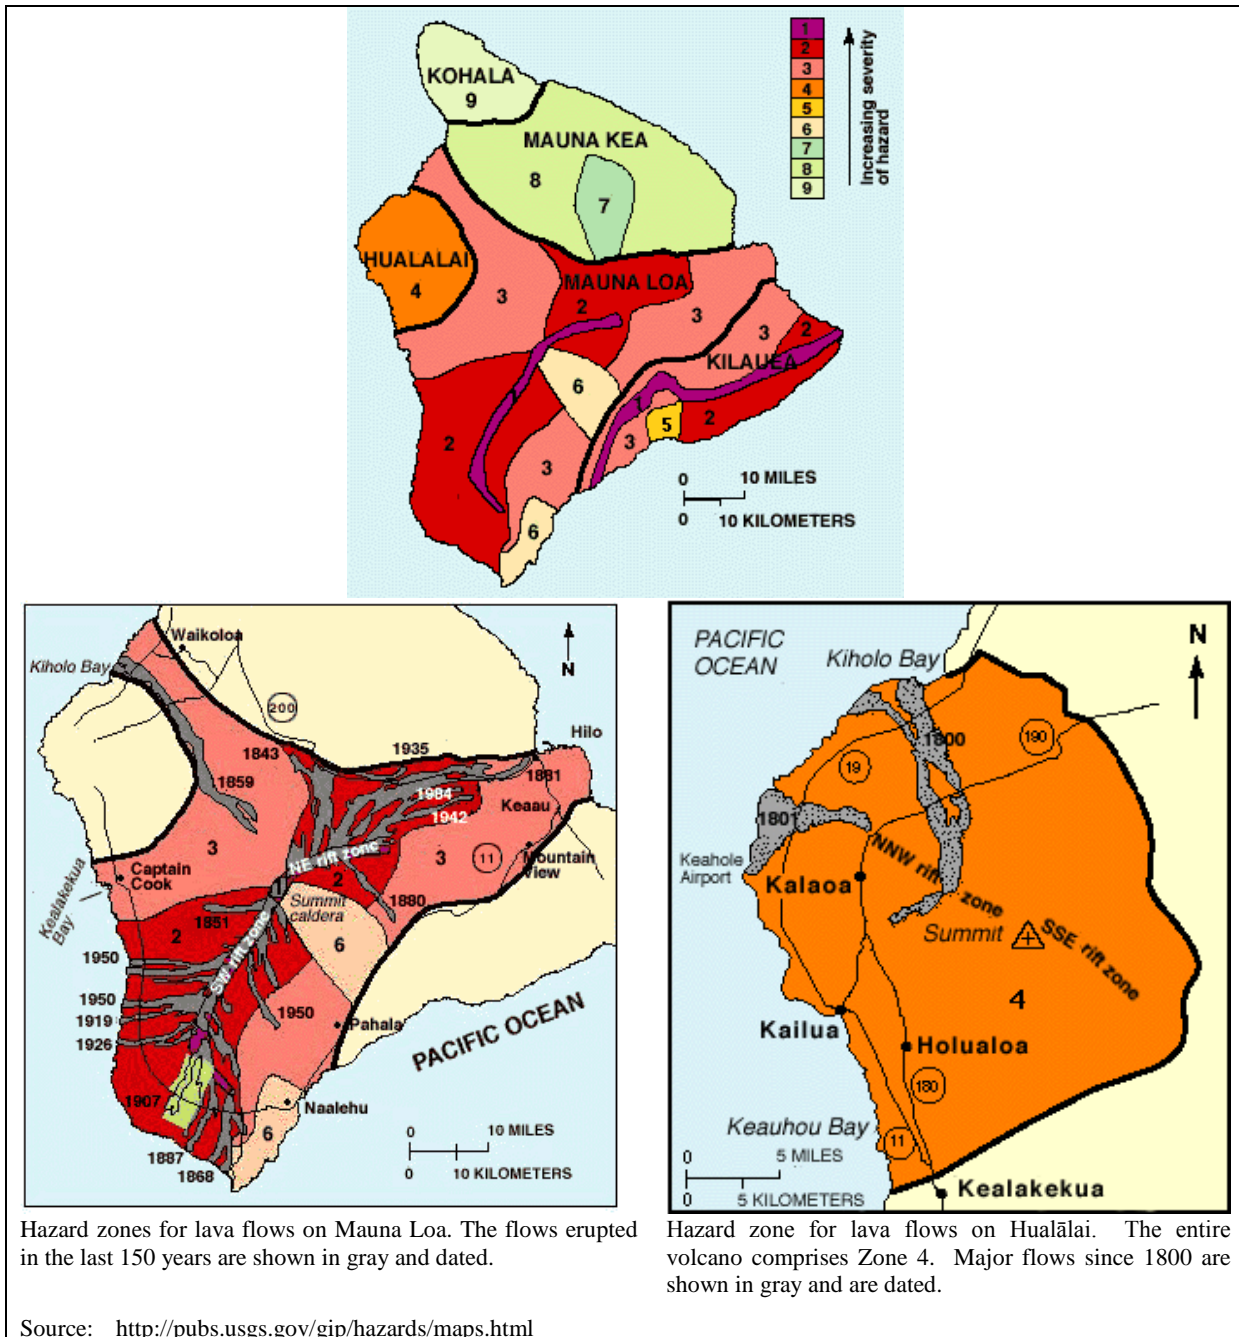 KOHALA
9
MAUNA KEA
8
7
HUALALAI
4
3
MAUNA LOA
2
3
3
2
KILAUEA
6
1
1
2
3
5
2
3
6
1
2
3
4
5
6
7
8
9
Increasing severity
of hazard
0 10 MILES
0 10 KILOMETERS
Waikoloa
Kiholo Bay
N
200
Hilo
1843
1935
1881
1859
1984
1942
Keaau
3
NE rift zone
3
11
Mountain
View
Captain
Cook
2
1
Summit
caldera
1880
Kealakekua
Bay
1851
2
6
SW rift zone
1950
1950
1950
1919
1926
Pahala
PACIFIC OCEAN
1907
Naalehu
6
1887
1868
0 10 MILES
0 10 KILOMETERS
PACIFIC
OCEAN
Kiholo Bay
N
1800
190
19
1801
Keahole
Airport
Kalaoa
NNW rift zone
Summit
SSE rift zone
4
Kailua
Holualoa
180
Keauhou Bay
11
0 5 MILES
0 5 KILOMETERS
Kealakekua
Hazard zones for lava flows on Mauna Loa. The flows erupted
in the last 150 years are shown in gray and dated.
Hazard zone for lava flows on Hualālai. The entire
volcano comprises Zone 4. Major flows since 1800 are
shown in gray and are dated.
Source: http://pubs.usgs.gov/gip/hazards/maps.html